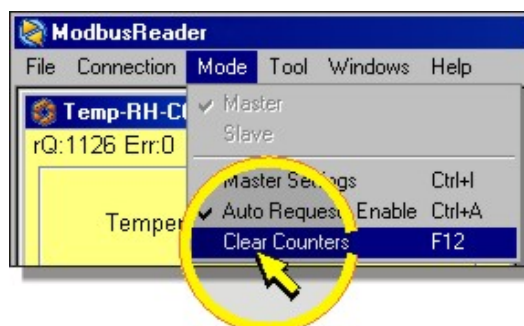 ModbusReader
File Connection Mode Tool Windows Help
Temp-RH-C
Master
rQ:1126 Err:0
Slave
Master Settings Ctrl+I
Auto Request Enable Ctrl+A
Clear Counters F12
Temper